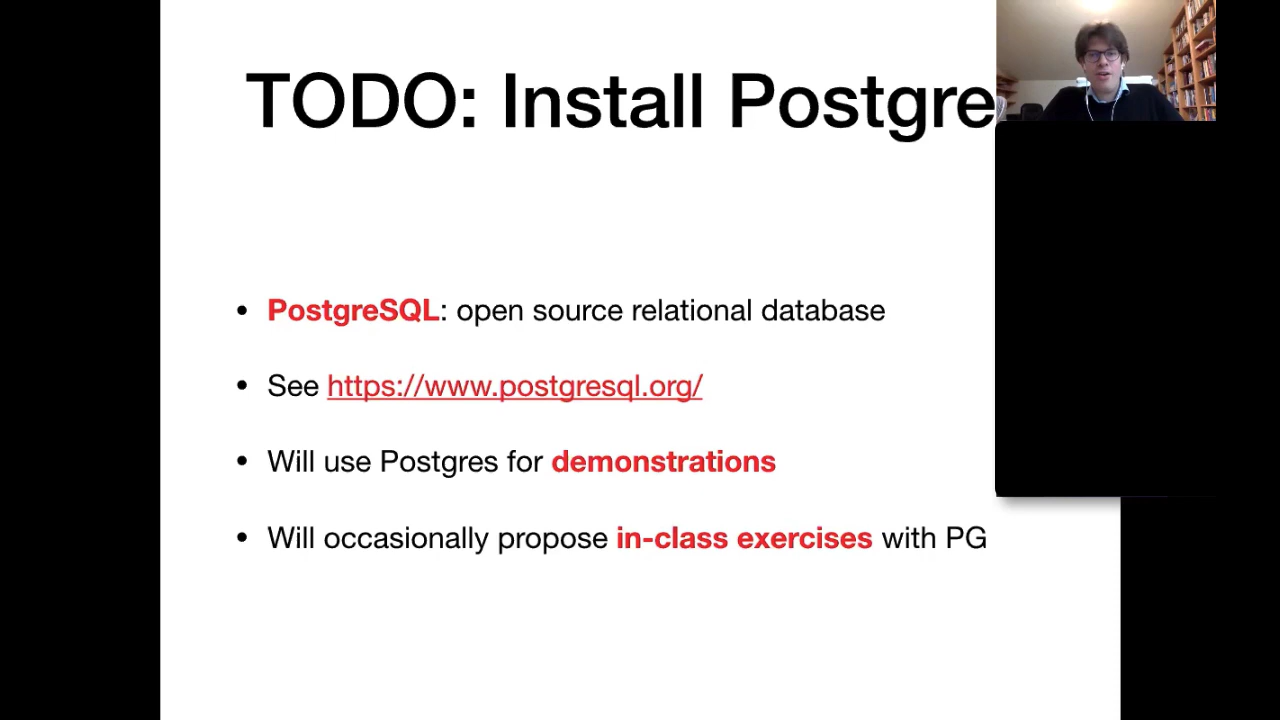 TODO: Install Postgre
• PostgreSQL: open source relational database
• See https://www.postgresql.org/
• Will use Postgres for demonstrations
• Will occasionally propose in-class exercises with PG